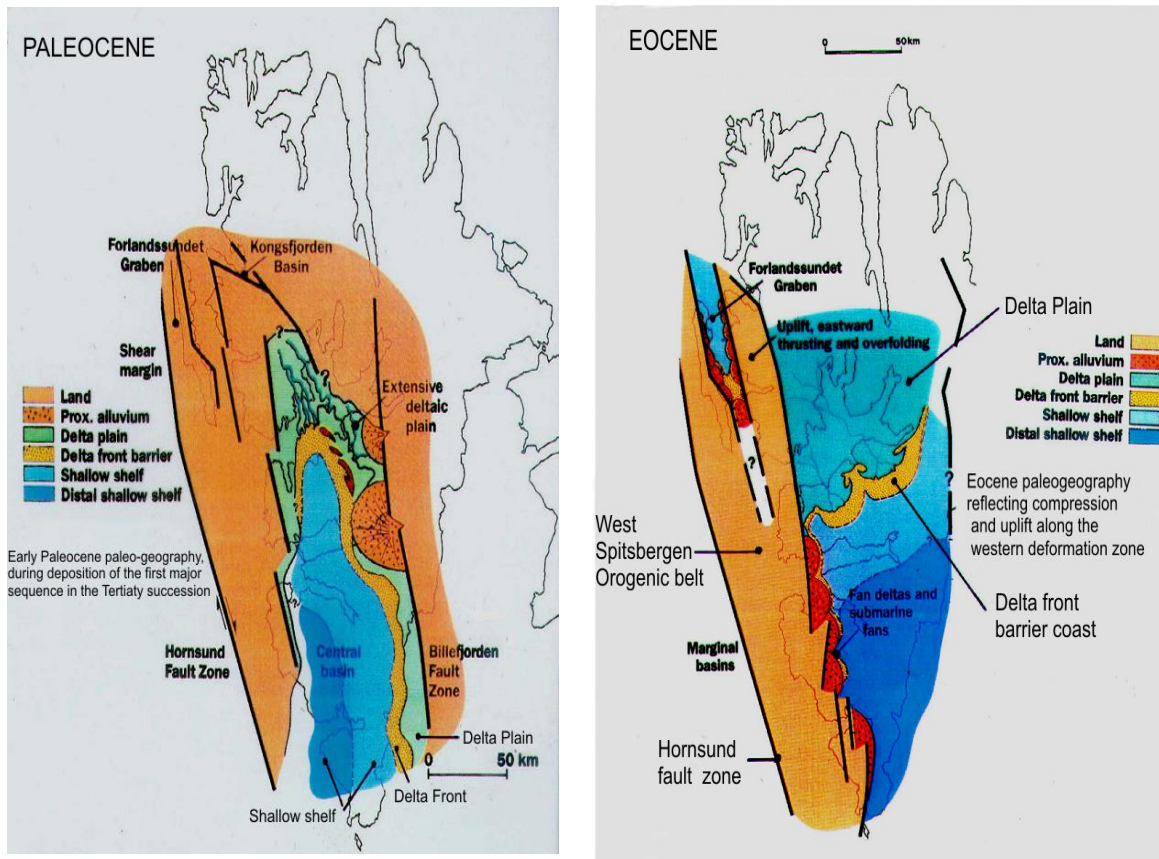 PALEOCENE
Forlandssundet
Graben
Kongsfjorden
Basin
Shear
margin
Extensive
deltaic
plain
Land
Prox. alluvium
Delta plain
Delta front barrier
Shallow shelf
Distal shallow shelf
Early Paleocene paleo-geography,
during deposition of the first major
sequence in the Tertiaty succession
Hornsund
Fault Zone
Central
basin
Billefjorden
Fault
Zone
Delta Plain
0 50 km
Delta Front
Shallow shelf
EOCENE
0 50 km
Forlandssundet
Graben
Delta Plain
Uplift, eastward
thrusting and overfolding
Land
Prox. alluvium
Delta plain
Delta front barrier
Shallow shelf
Distal shallow shelf
?
?
Eocene paleogeography
reflecting compression
and uplift along the
western deformation zone
West
Spitsbergen
Orogenic belt
Fan deltas and
submarine
fans
Delta front
barrier coast
Marginal
basins
Hornsund
fault zone